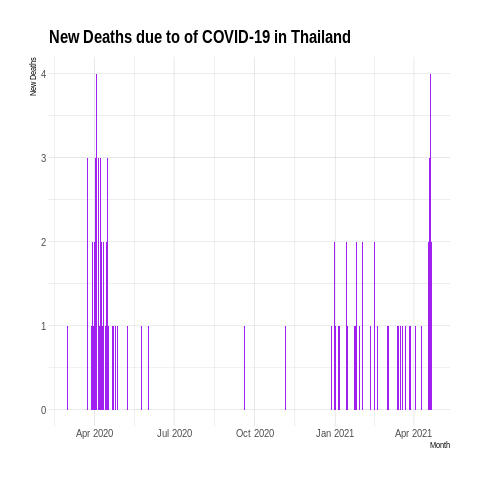 New Deaths due to of COVID-19 in Thailand
New Deaths
4
3
2
1
0
Apr 2020 Jul 2020 Oct 2020 Jan 2021 Apr 2021
Month